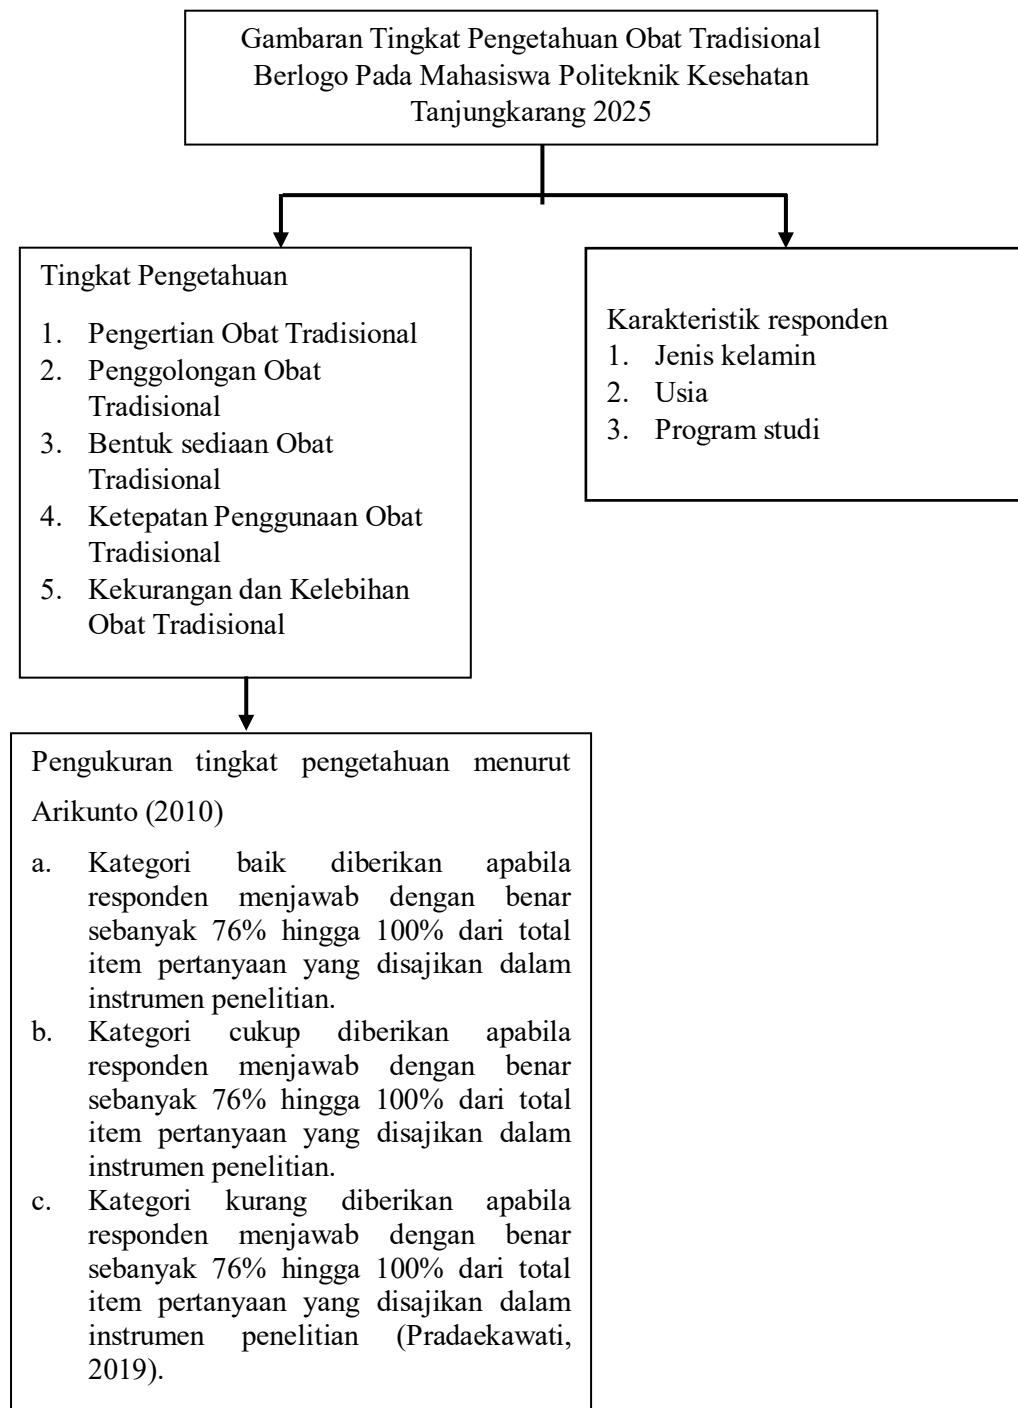 Gambaran Tingkat Pengetahuan Obat Tradisional
Berlogo Pada Mahasiswa Politeknik Kesehatan
Tanjungkarang 2025
Tingkat Pengetahuan
1. Pengertian Obat Tradisional
2. Penggolongan Obat
Tradisional
3. Bentuk sediaan Obat
Tradisional
4. Ketepatan Penggunaan Obat
Tradisional
5. Kekurangan dan Kelebihan
Obat Tradisional
Karakteristik responden
1. Jenis kelamin
2. Usia
3. Program studi
Pengukuran tingkat pengetahuan menurut
Arikunto (2010)
a. Kategori baik diberikan apabila
responden menjawab dengan benar
sebanyak 76% hingga 100% dari total
item pertanyaan yang disajikan dalam
instrumen penelitian.
b. Kategori cukup diberikan apabila
responden menjawab dengan benar
sebanyak 76% hingga 100% dari total
item pertanyaan yang disajikan dalam
instrumen penelitian.
c. Kategori kurang diberikan apabila
responden menjawab dengan benar
sebanyak 76% hingga 100% dari total
item pertanyaan yang disajikan dalam
instrumen penelitian (Pradaekawati,
2019).